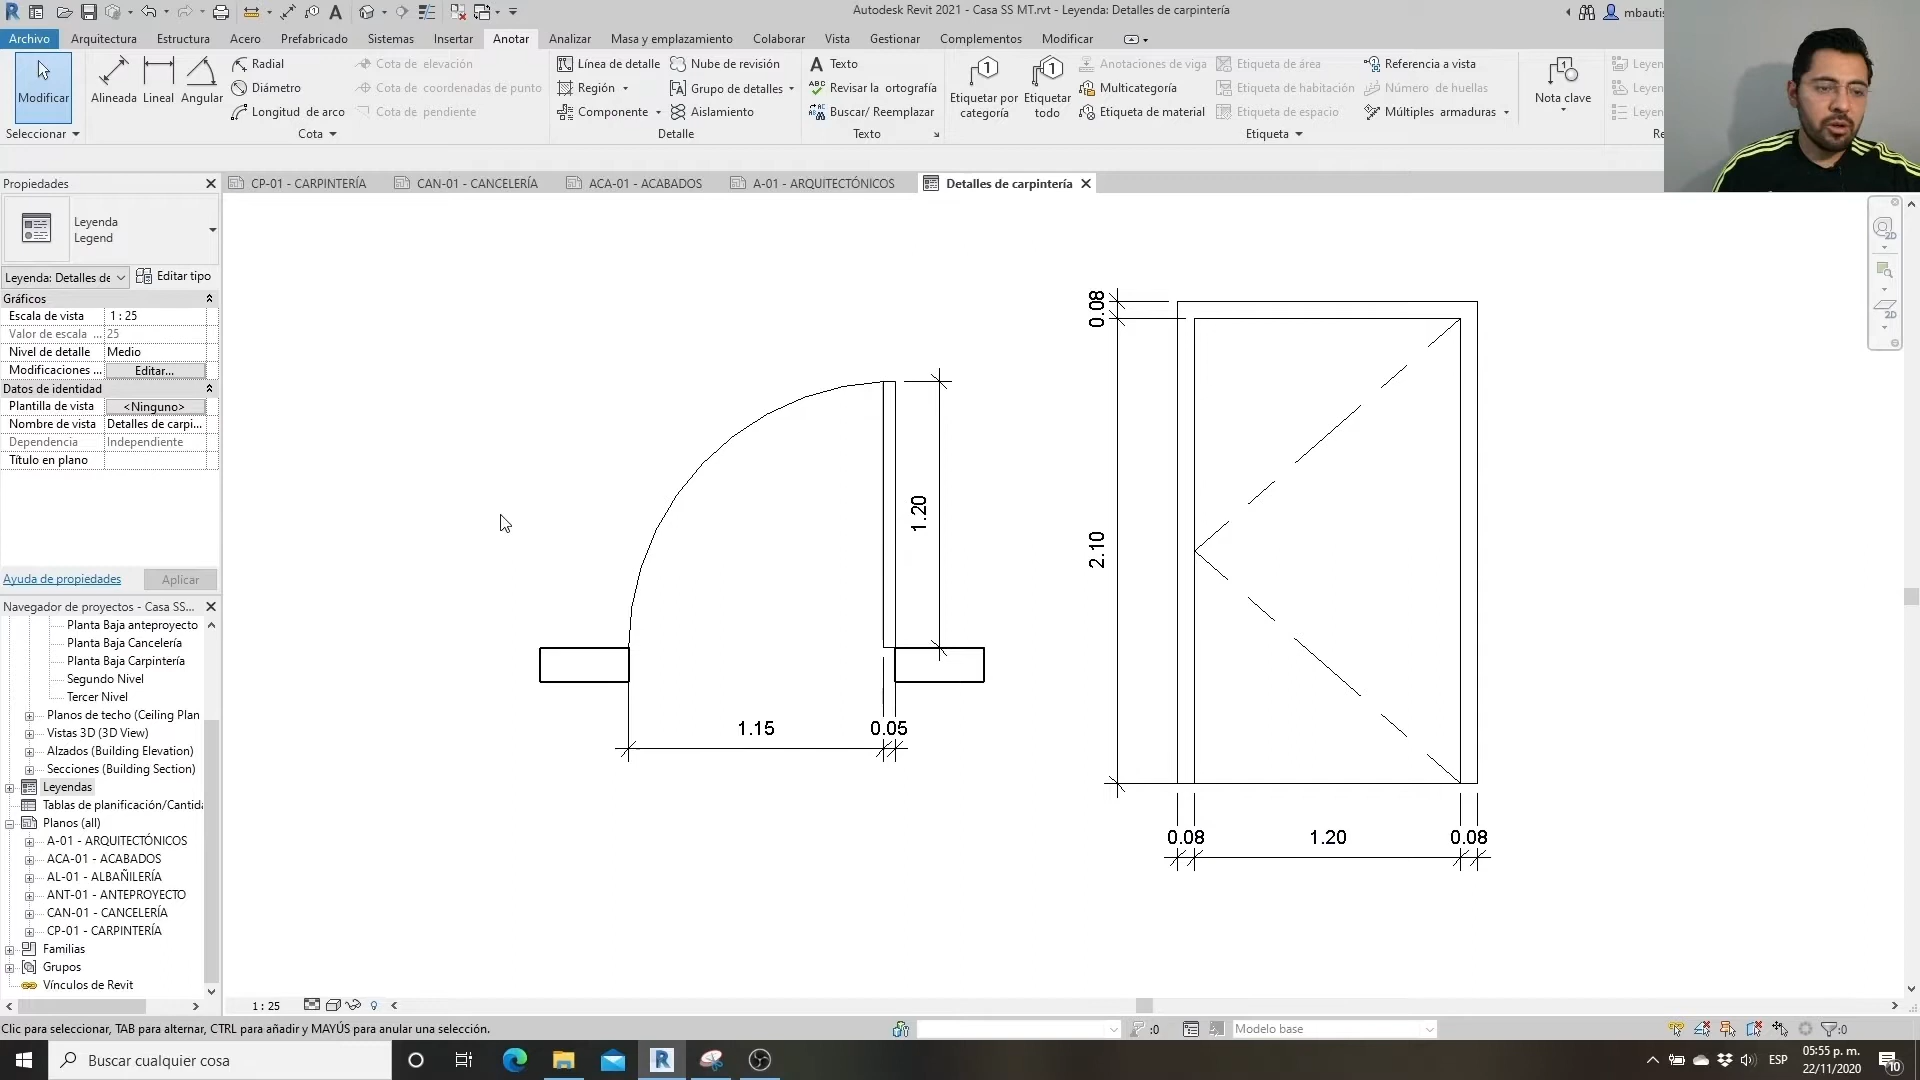 Autodesk Revit 2021 - Casa SS MT.rvt - Leyenda: Detalles de carpintería
mbautis
Archivo Arquitectura Estructura Acero Prefabricado Sistemas Insertar Anotar Analizar Masa y emplazamiento Colaborar Vista Gestionar Complementos Modificar
Modificar
Seleccionar
Alineada Lineal Angular
Radial
Diámetro
Longitud de arco
Cota de elevación
Cota de coordenadas de punto
Cota de pendiente
Cota
Línea de detalle
Región
Componente
Nube de revisión
Grupo de detalles
Aislamiento
Detalle
Texto
Revisar la ortografía
Buscar/ Reemplazar
Texto
Etiquetar por categoría
Etiquetar todo
Anotaciones de viga
Multicategoría
Etiqueta de material
Etiqueta de área
Etiqueta de habitación
Etiqueta de espacio
Referencia a vista
Número de huellas
Múltiples armaduras
Etiqueta
Nota clave
Leyen
Leyen
Leyen
Re
Propiedades
CP-01 - CARPINTERÍA CAN-01 - CANCELERÍA ACA-01 - ACABADOS A-01 - ARQUITECTÓNICOS Detalles de carpintería
Leyenda
Legend
Leyenda: Detalles de Editar tipo
Gráficos
Escala de vista 1 : 25
Valor de escala ... 25
Nivel de detalle Medio
Modificaciones ... Editar...
Datos de identidad
Plantilla de vista <Ninguno>
Nombre de vista Detalles de carpi...
Dependencia Independiente
Título en plano
Ayuda de propiedades Aplicar
Navegador de proyectos - Casa SS...
Planta Baja anteproyecto
Planta Baja Cancelería
Planta Baja Carpintería
Segundo Nivel
Tercer Nivel
Planos de techo (Ceiling Plan
Vistas 3D (3D View)
Alzados (Building Elevation)
Secciones (Building Section)
Leyendas
Tablas de planificación/Cantida
Planos (all)
A-01 - ARQUITECTÓNICOS
ACA-01 - ACABADOS
AL-01 - ALBAÑILERÍA
ANT-01 - ANTEPROYECTO
CAN-01 - CANCELERÍA
CP-01 - CARPINTERÍA
Familias
Grupos
Vínculos de Revit
1.20
1.15 0.05
0.08
2.10
0.08 1.20 0.08
2D
2D
1 : 25
Clic para seleccionar, TAB para alternar, CTRL para añadir y MAYÚS para anular una selección.
:0
Modelo base
:0
Buscar cualquier cosa
ESP
05:55 p. m.
22/11/2020
10